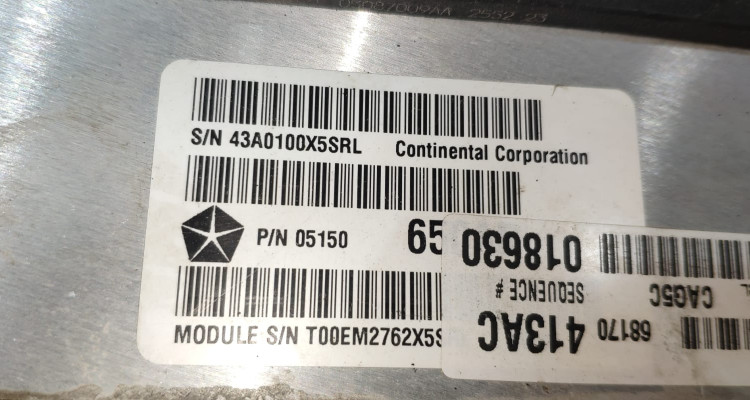 S/N 43A0100X5SRL Continental Corporation
P/N 05150 65
MODULE S/N T00EM2762X5S
018630
SEQUENCE #
CAG5C
413AC 68170